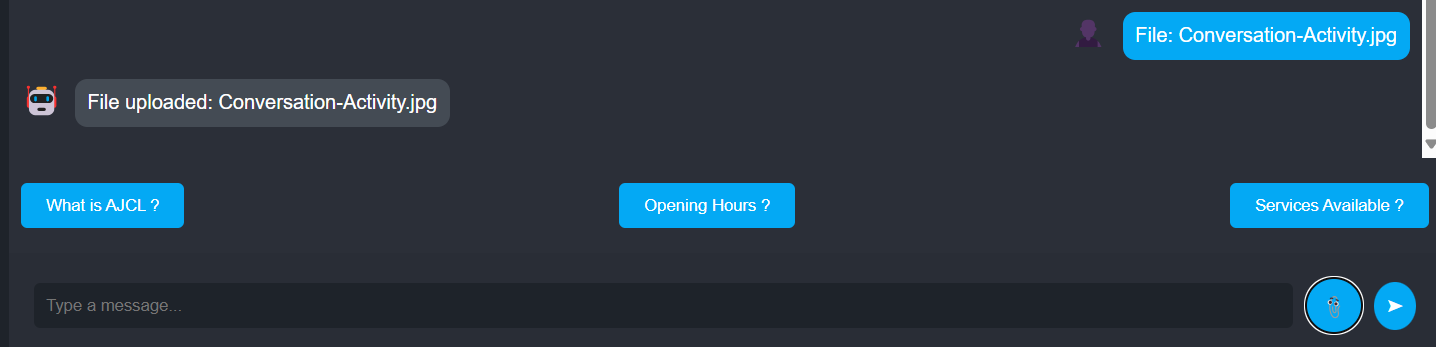 File: Conversation-Activity.jpg
File uploaded: Conversation-Activity.jpg
What is AJCL ?
Opening Hours ?
Services Available ?
Type a message...